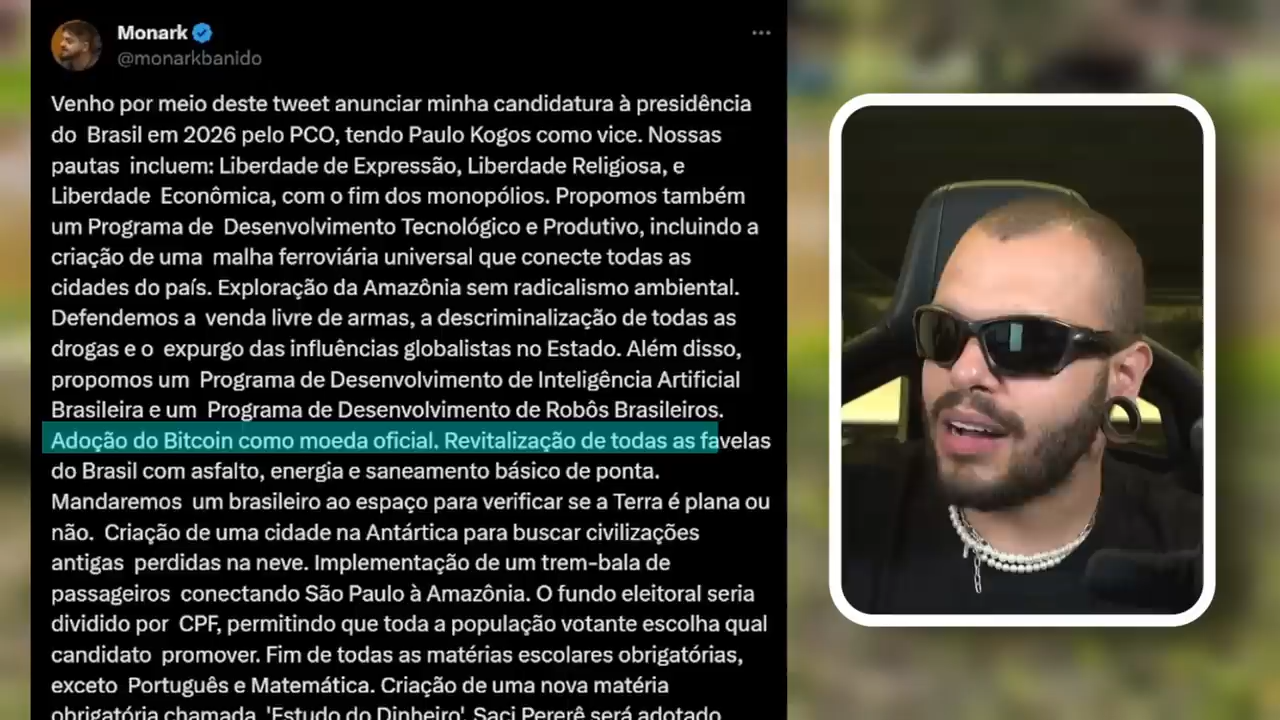 Monark
@monarkbanido
Venho por meio deste tweet anunciar minha candidatura à presidência
do Brasil em 2026 pelo PCO, tendo Paulo Kogos como vice. Nossas
pautas incluem: Liberdade de Expressão, Liberdade Religiosa, e
Liberdade Econômica, com o fim dos monopólios. Propomos também
um Programa de Desenvolvimento Tecnológico e Produtivo, incluindo a
criação de uma malha ferroviária universal que conecte todas as
cidades do país. Exploração da Amazônia sem radicalismo ambiental.
Defendemos a venda livre de armas, a descriminalização de todas as
drogas e o expurgo das influências globalistas no Estado. Além disso,
propomos um Programa de Desenvolvimento de Inteligência Artificial
Brasileira e um Programa de Desenvolvimento de Robôs Brasileiros.
Adoção do Bitcoin como moeda oficial. Revitalização de todas as favelas
do Brasil com asfalto, energia e saneamento básico de ponta.
Mandaremos um brasileiro ao espaço para verificar se a Terra é plana ou
não. Criação de uma cidade na Antártica para buscar civilizações
antigas perdidas na neve. Implementação de um trem-bala de
passageiros conectando São Paulo à Amazônia. O fundo eleitoral seria
dividido por CPF, permitindo que toda a população votante escolha qual
candidato promover. Fim de todas as matérias escolares obrigatórias,
exceto Português e Matemática. Criação de uma nova matéria
obrigatória chamada 'Estudo do Dinheiro'. Saci Pererê será adotado